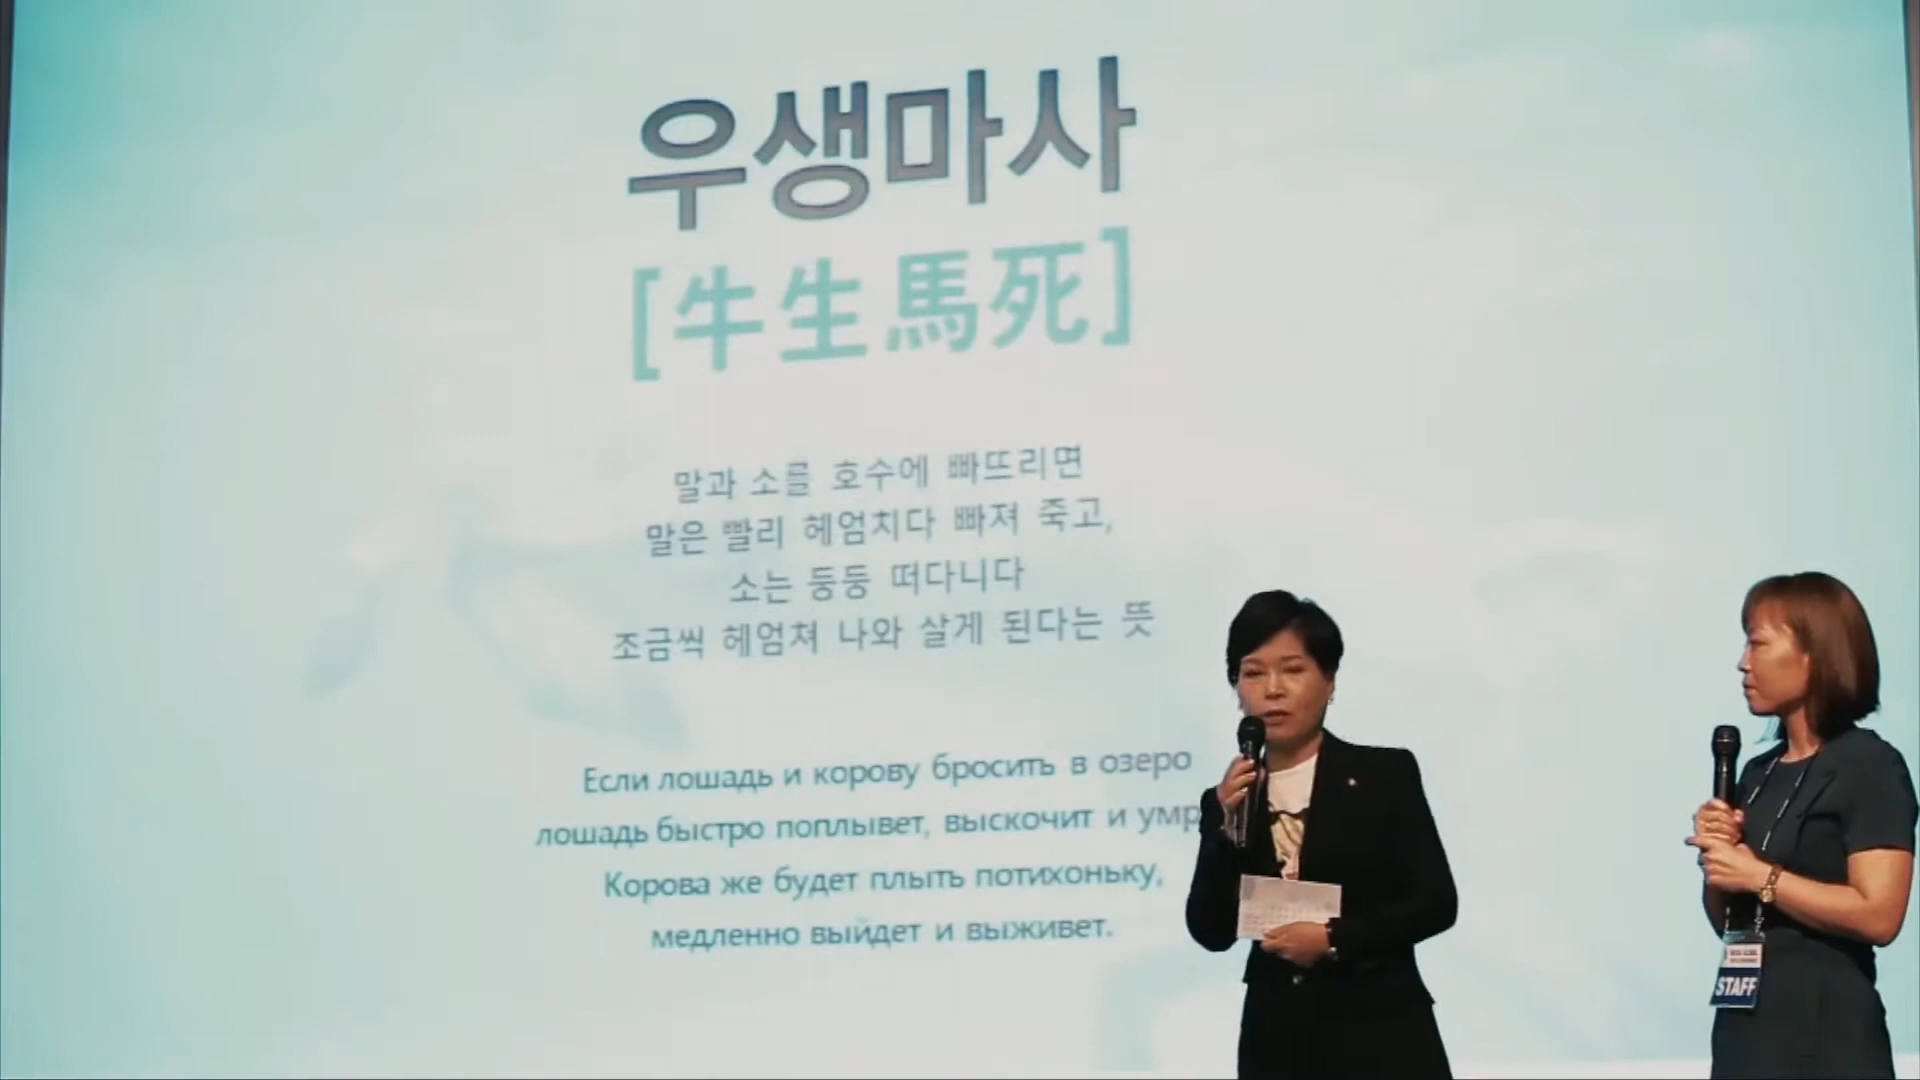 우생마사
[牛生馬死]
말과 소를 호수에 빠뜨리면
말은 빨리 헤엄치다 빠져 죽고,
소는 둥둥 떠다니다
조금씩 헤엄쳐 나와 살게 된다는 뜻
Если лошадь и корову бросить в озеро
лошадь быстро поплывет, выскочит и умр
Корова же будет плыть потихоньку,
медленно выйдет и выживет.
STAFF